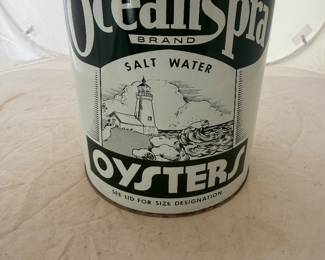 OceanSpra
BRAND
SALT WATER
OYSTERS
SEE LID FOR SIZE DESIGNATION